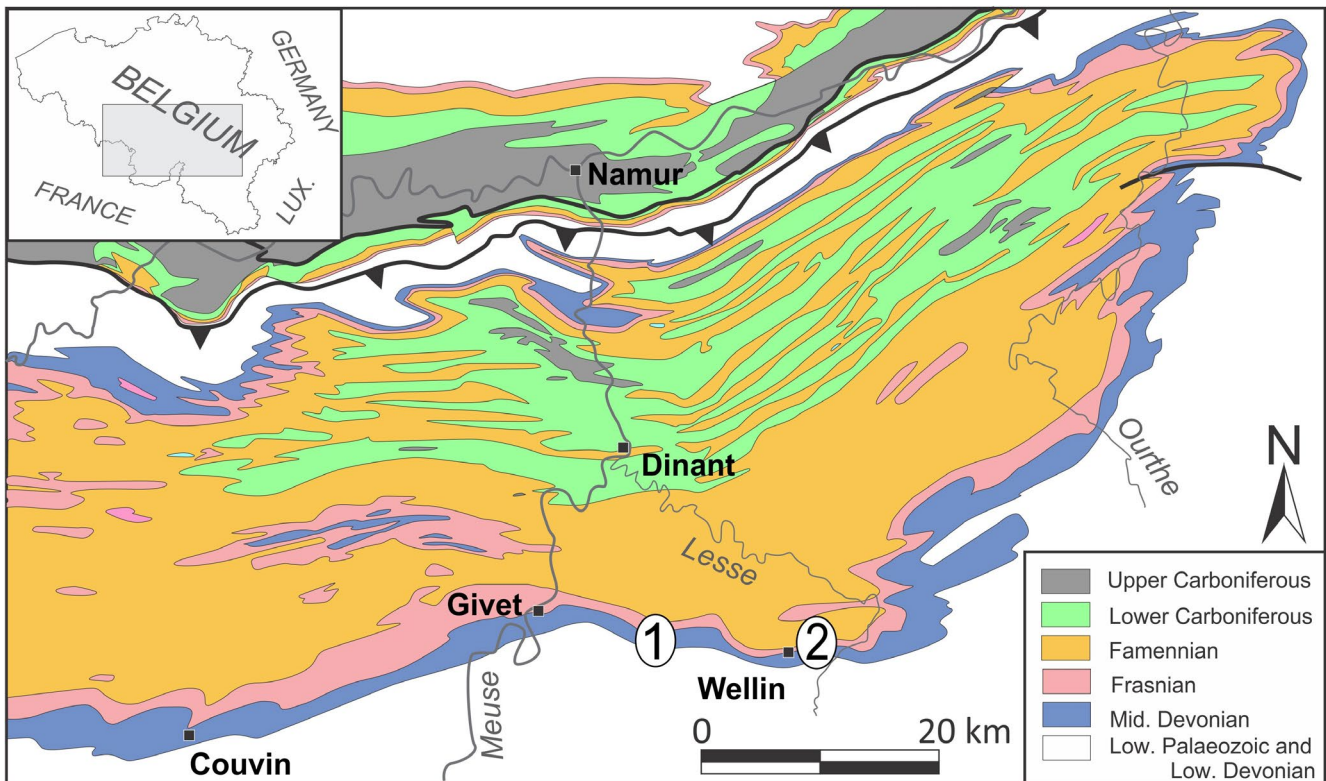 BELGIUM
GERMANY
FRANCE
LUX.
Namur
Dinant
Ourthe
Lesse
N
Givet
1
2
Wellin
Meuse
Couvin
0
20 km
Upper Carboniferous
Lower Carboniferous
Famennian
Frasnian
Mid. Devonian
Low. Palaeozoic and
Low. Devonian